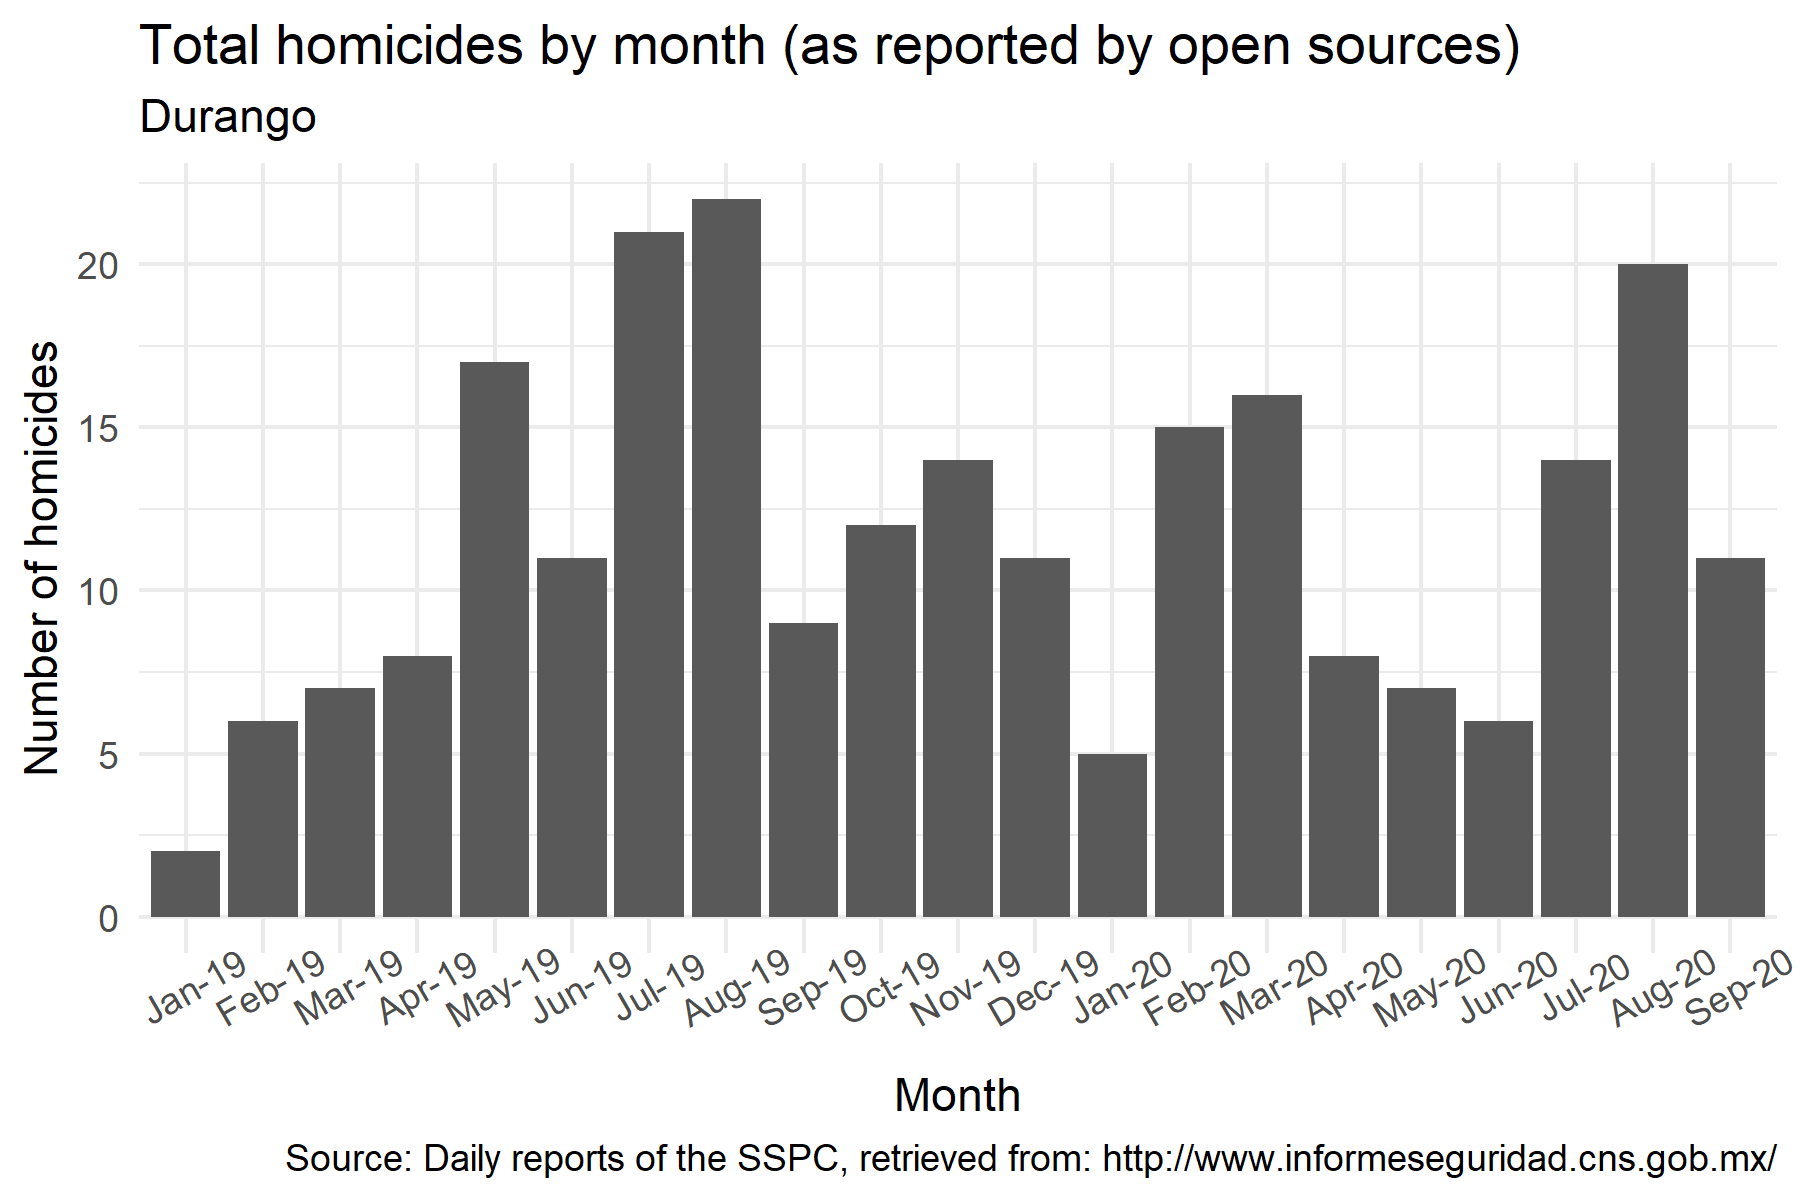 Total homicides by month (as reported by open sources)
Durango
Number of homicides
20
15
10
5
0
Jan-19
Feb-19
Mar-19
Apr-19
May-19
Jun-19
Jul-19
Aug-19
Sep-19
Oct-19
Nov-19
Dec-19
Jan-20
Feb-20
Mar-20
Apr-20
May-20
Jun-20
Jul-20
Aug-20
Sep-20
Month
Source: Daily reports of the SSPC, retrieved from: http://www.informeseguridad.cns.gob.mx/